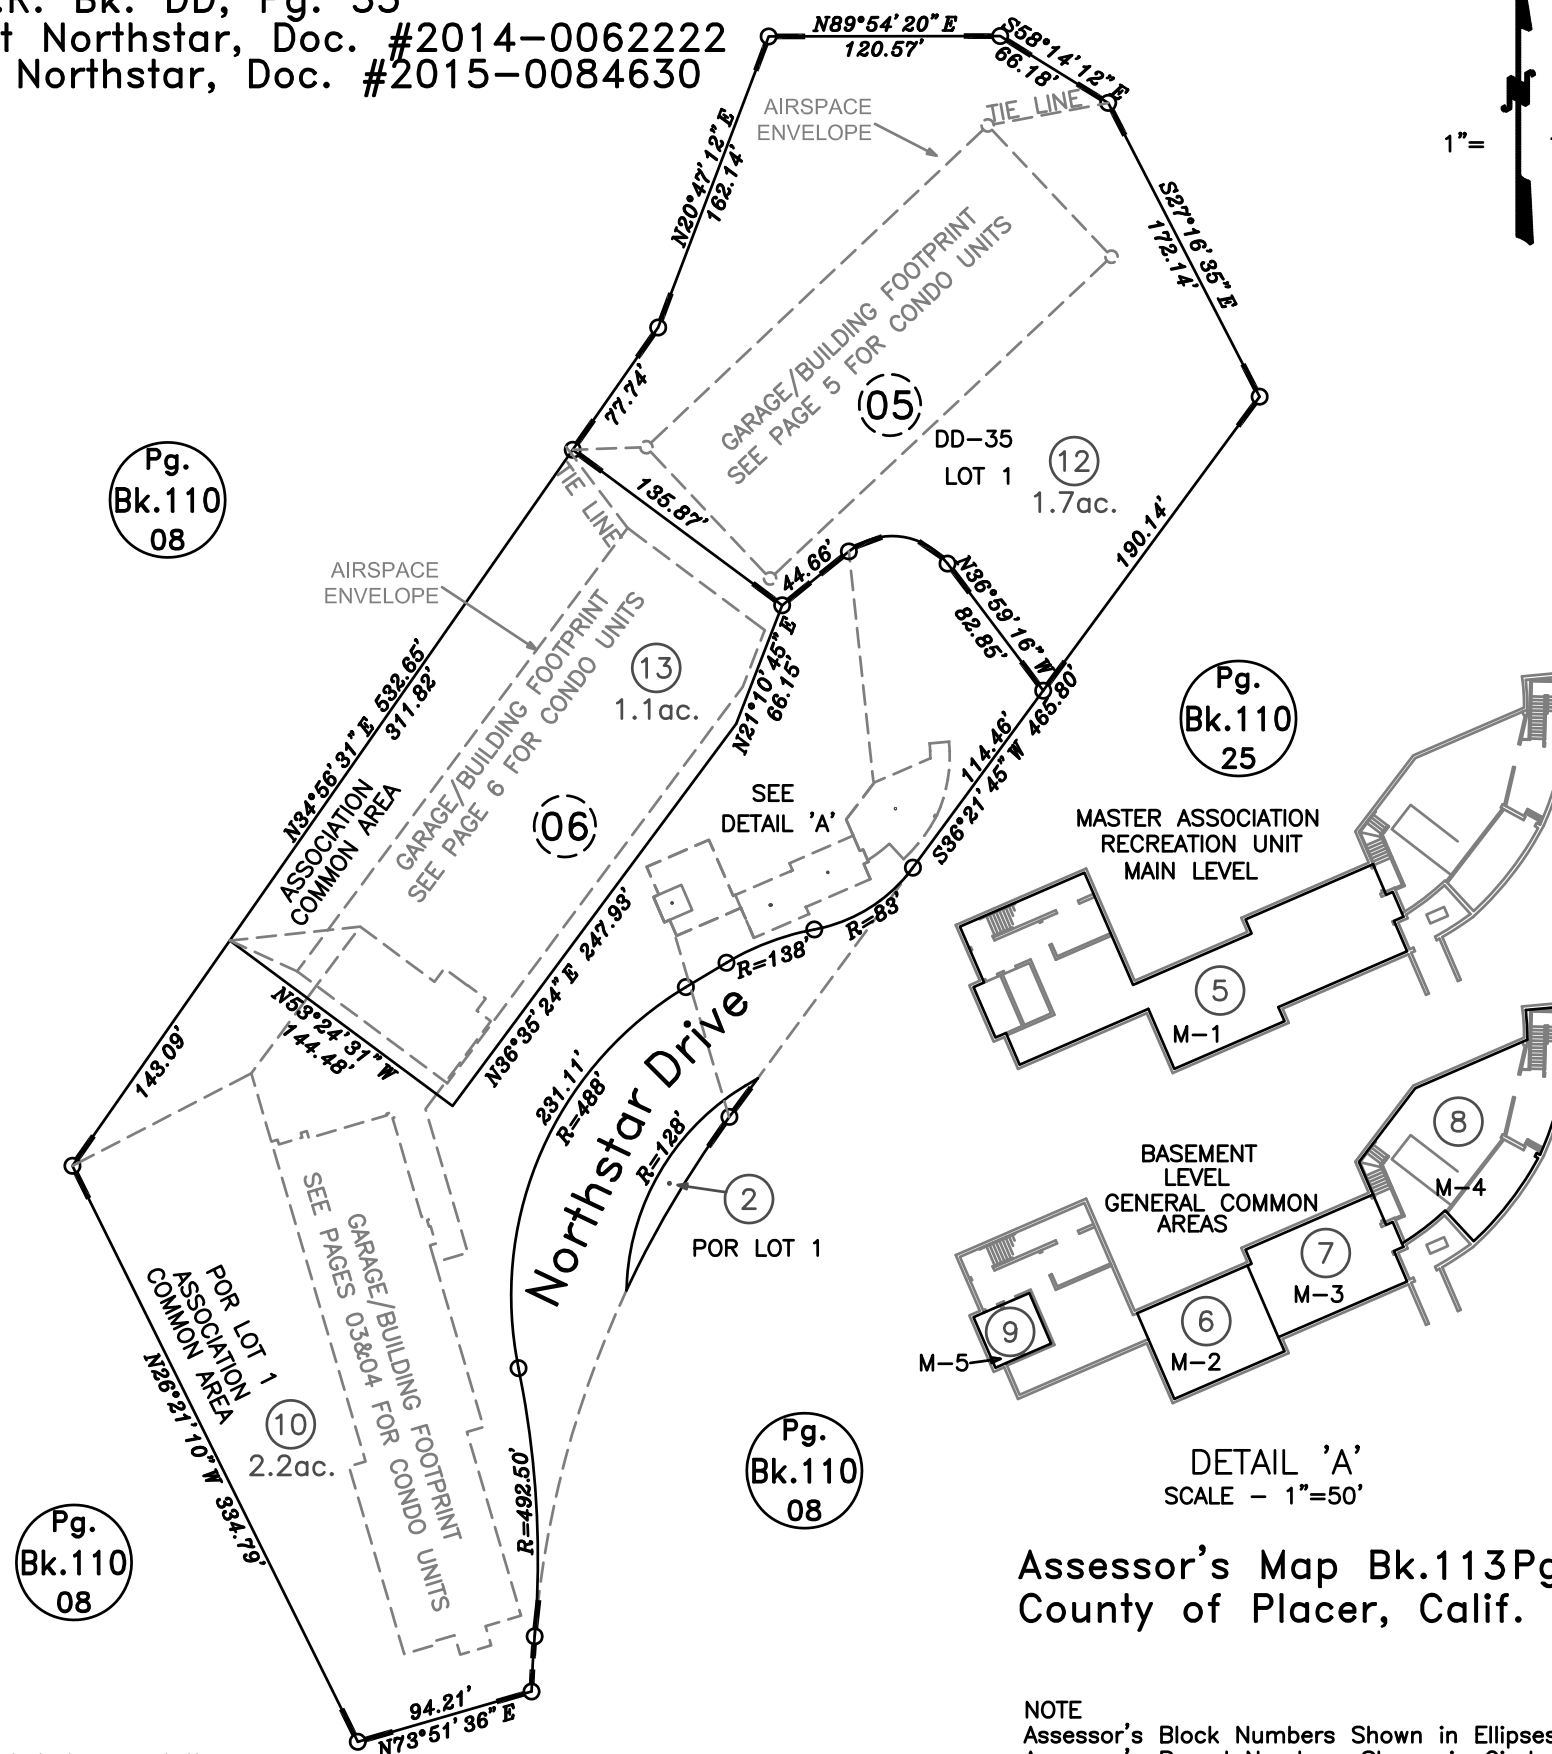 Bk. DD, Pg. 35
t Northstar, Doc. #2014-0062222
Northstar, Doc. #2015-0084630
N89°54'20"E
120.57'
S58°14'12"E
66.18'
TIE LINE
AIRSPACE
ENVELOPE
N20°47'12"E
162.14'
S27°16'35"E
172.14'
1"=
GARAGE/BUILDING FOOTPRINT
SEE PAGE 5 FOR CONDO UNITS
77.74'
05
DD-35
LOT 1
12
1.7ac.
Pg.
Bk.110
08
TIE LINE
135.87'
190.14'
44.66'
AIRSPACE
ENVELOPE
N36°59'16"W
82.85'
N34°56'31"E 532.65'
311.82'
GARAGE/BUILDING FOOTPRINT
SEE PAGE 6 FOR CONDO UNITS
13
1.1ac.
N21°10'45"E
66.15'
Pg.
Bk.110
25
114.46'
S36°21'45"W 465.80'
ASSOCIATION
COMMON AREA
06
SEE
DETAIL 'A'
MASTER ASSOCIATION
RECREATION UNIT
MAIN LEVEL
R=83'
R=138'
N36°35'24"E 247.93'
5
M-1
N53°24'31"W
144.48'
143.09'
231.11'
R=488'
Northstar Drive
R=128'
2
POR LOT 1
BASEMENT
LEVEL
GENERAL COMMON
AREAS
8
M-4
7
M-3
6
M-2
9
M-5
POR LOT 1
ASSOCIATION
COMMON AREA
GARAGE/BUILDING FOOTPRINT
SEE PAGES 03&04 FOR CONDO UNITS
N26°21'10"W 334.79'
10
2.2ac.
R=492.50'
Pg.
Bk.110
08
Pg.
Bk.110
08
DETAIL 'A'
SCALE - 1"=50'
Assessor's Map Bk.113Pg
County of Placer, Calif.
94.21'
N73°51'36"E
NOTE
Assessor's Block Numbers Shown in Ellipses